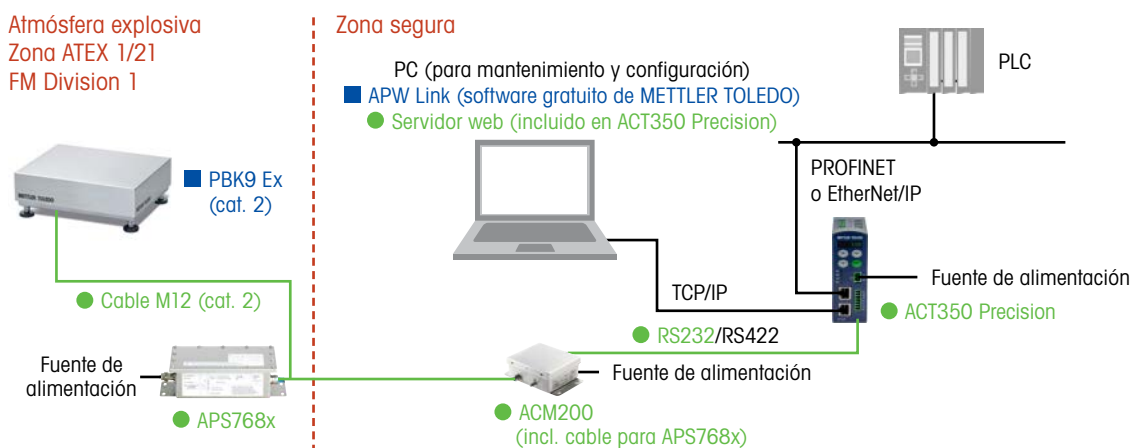 Atmósfera explosiva
Zona ATEX 1/21
FM Division 1
Zona segura
PC (para mantenimiento y configuración)
APW Link (software gratuito de METTLER TOLEDO)
Servidor web (incluido en ACT350 Precision)
PLC
PBK9 Ex
(cat. 2)
METTLER TOLEDO
PROFINET
o EtherNet/IP
Fuente de alimentación
Cable M12 (cat. 2)
TCP/IP
ACT350 Precision
RS232/RS422
Fuente de
alimentación
Fuente de alimentación
APS768x
ACM200
(incl. cable para APS768x)